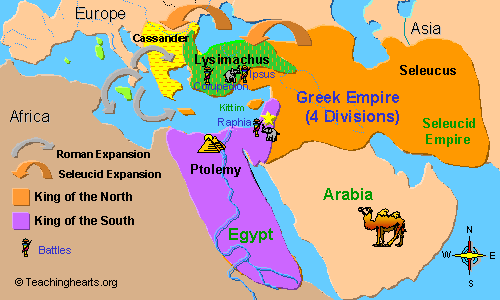 Europe
Asia
Cassander
Lysimachus
Ipsus
Corupedion
Seleucus
Greek Empire
(4 Divisions)
Kittim
Raphia
Seleucid
Empire
Africa
Roman Expansion
Seleucid Expansion
King of the North
King of the South
Battles
Ptolemy
Egypt
Arabia
N
W
E
S
© Teachinghearts.org